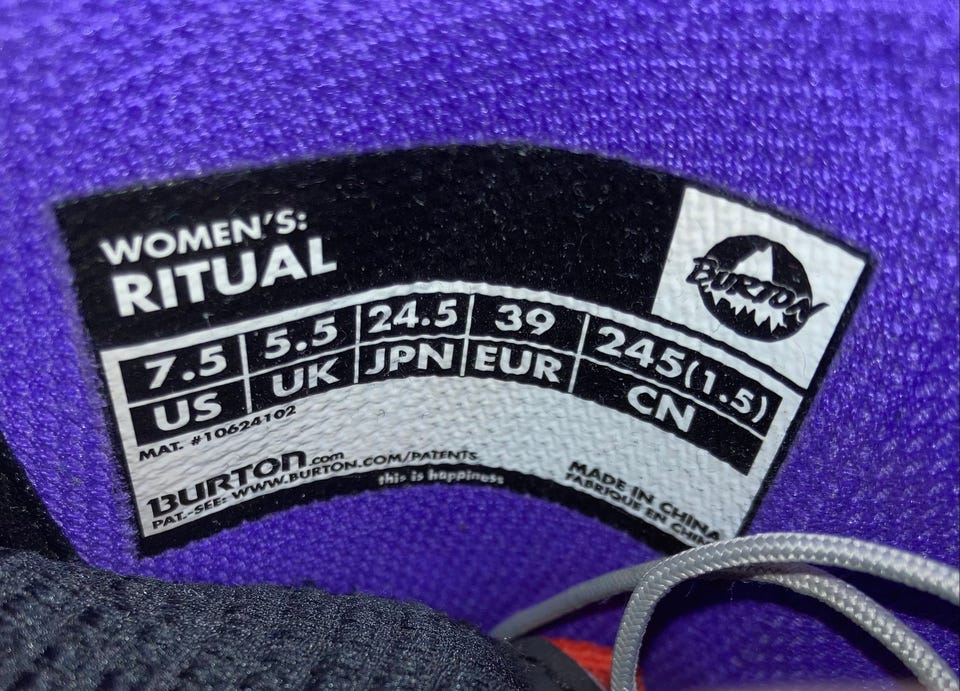 WOMEN'S:
RITUAL
BURTON
7.5 5.5 24.5 39 245(1.5)
US UK JPN EUR CN
MAT. #10624102
BURTON.com
PAT.-SEE: WWW.BURTON.COM/PATENTS
this is happiness
MADE IN CHINA
FABRIQUE EN CHINE